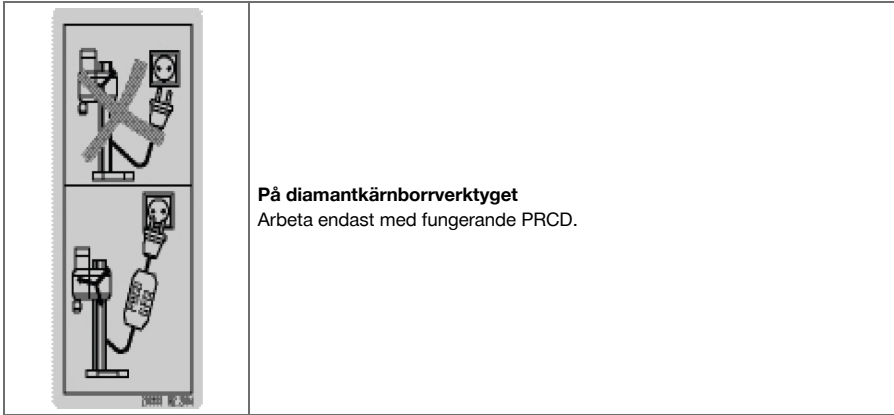 På diamantkärnborrverktyget
Arbeta endast med fungerande PRCD.